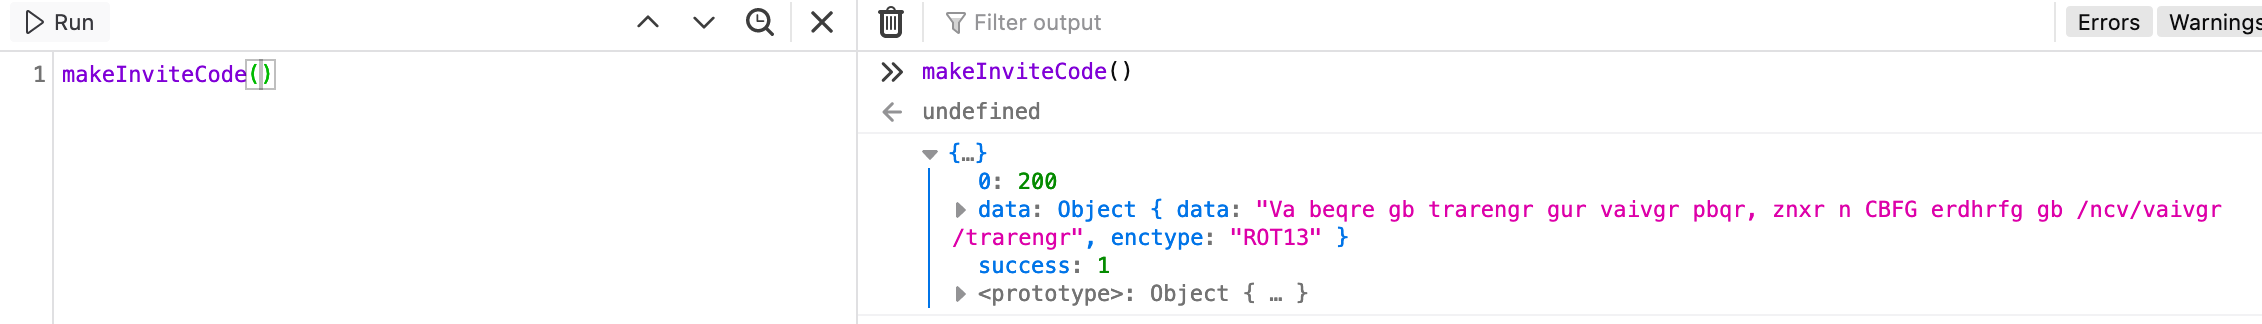 Run
Filter output
Errors
Warnings
1 makeInviteCode()
makeInviteCode()
undefined
{…}
0: 200
data: Object { data: "Va beqre gb trarengr gur vaivgr pbqr, znxr n CBFG erdhrfg gb /ncv/vaivgr
/trarengr", enctype: "ROT13" }
success: 1
<prototype>: Object { … }